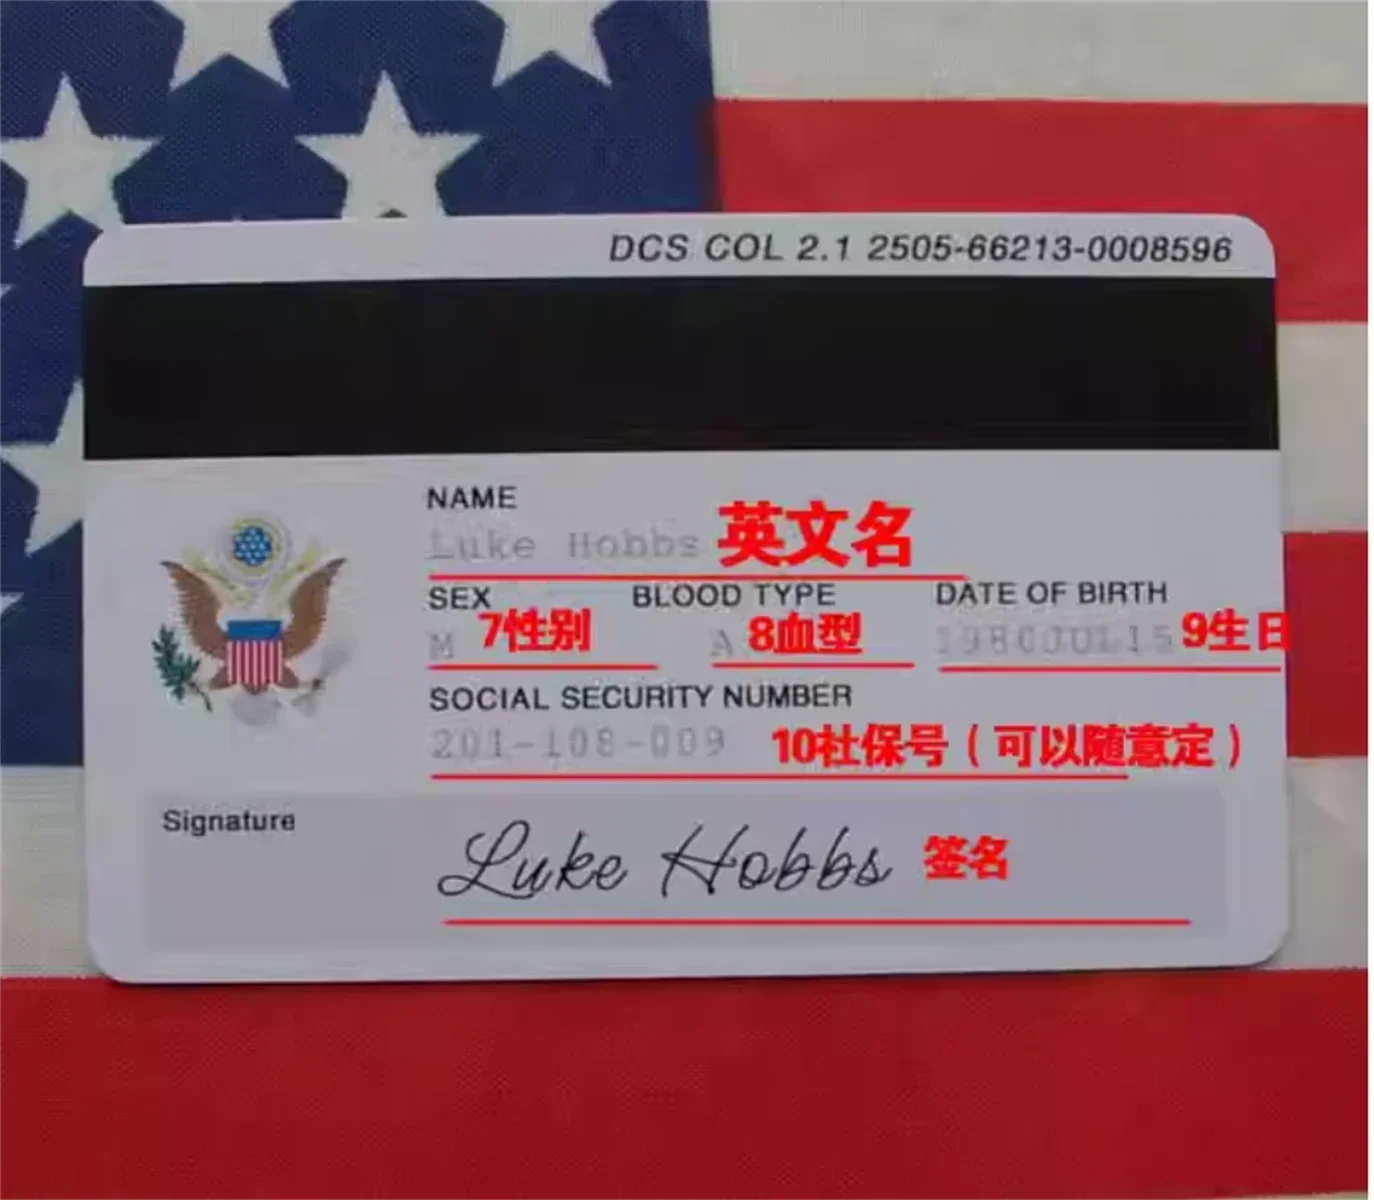 DCS COL 2.1 2505-66213-0008596
NAME
Luke Hobbs 英文名
SEX BLOOD TYPE DATE OF BIRTH
M 7性别 A 8血型 1980JUL15 9生日
SOCIAL SECURITY NUMBER
201-108-009 10社保号（可以随意定）
Signature
Luke Hobbs 签名